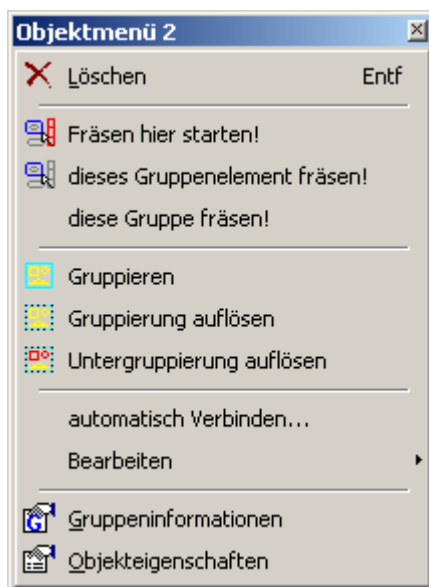 Objektmenü 2
Löschen Entf
Fräsen hier starten!
dieses Gruppenelement fräsen!
diese Gruppe fräsen!
Gruppieren
Gruppierung auflösen
Untergruppierung auflösen
automatisch Verbinden...
Bearbeiten
Gruppeninformationen
Objekteigenschaften